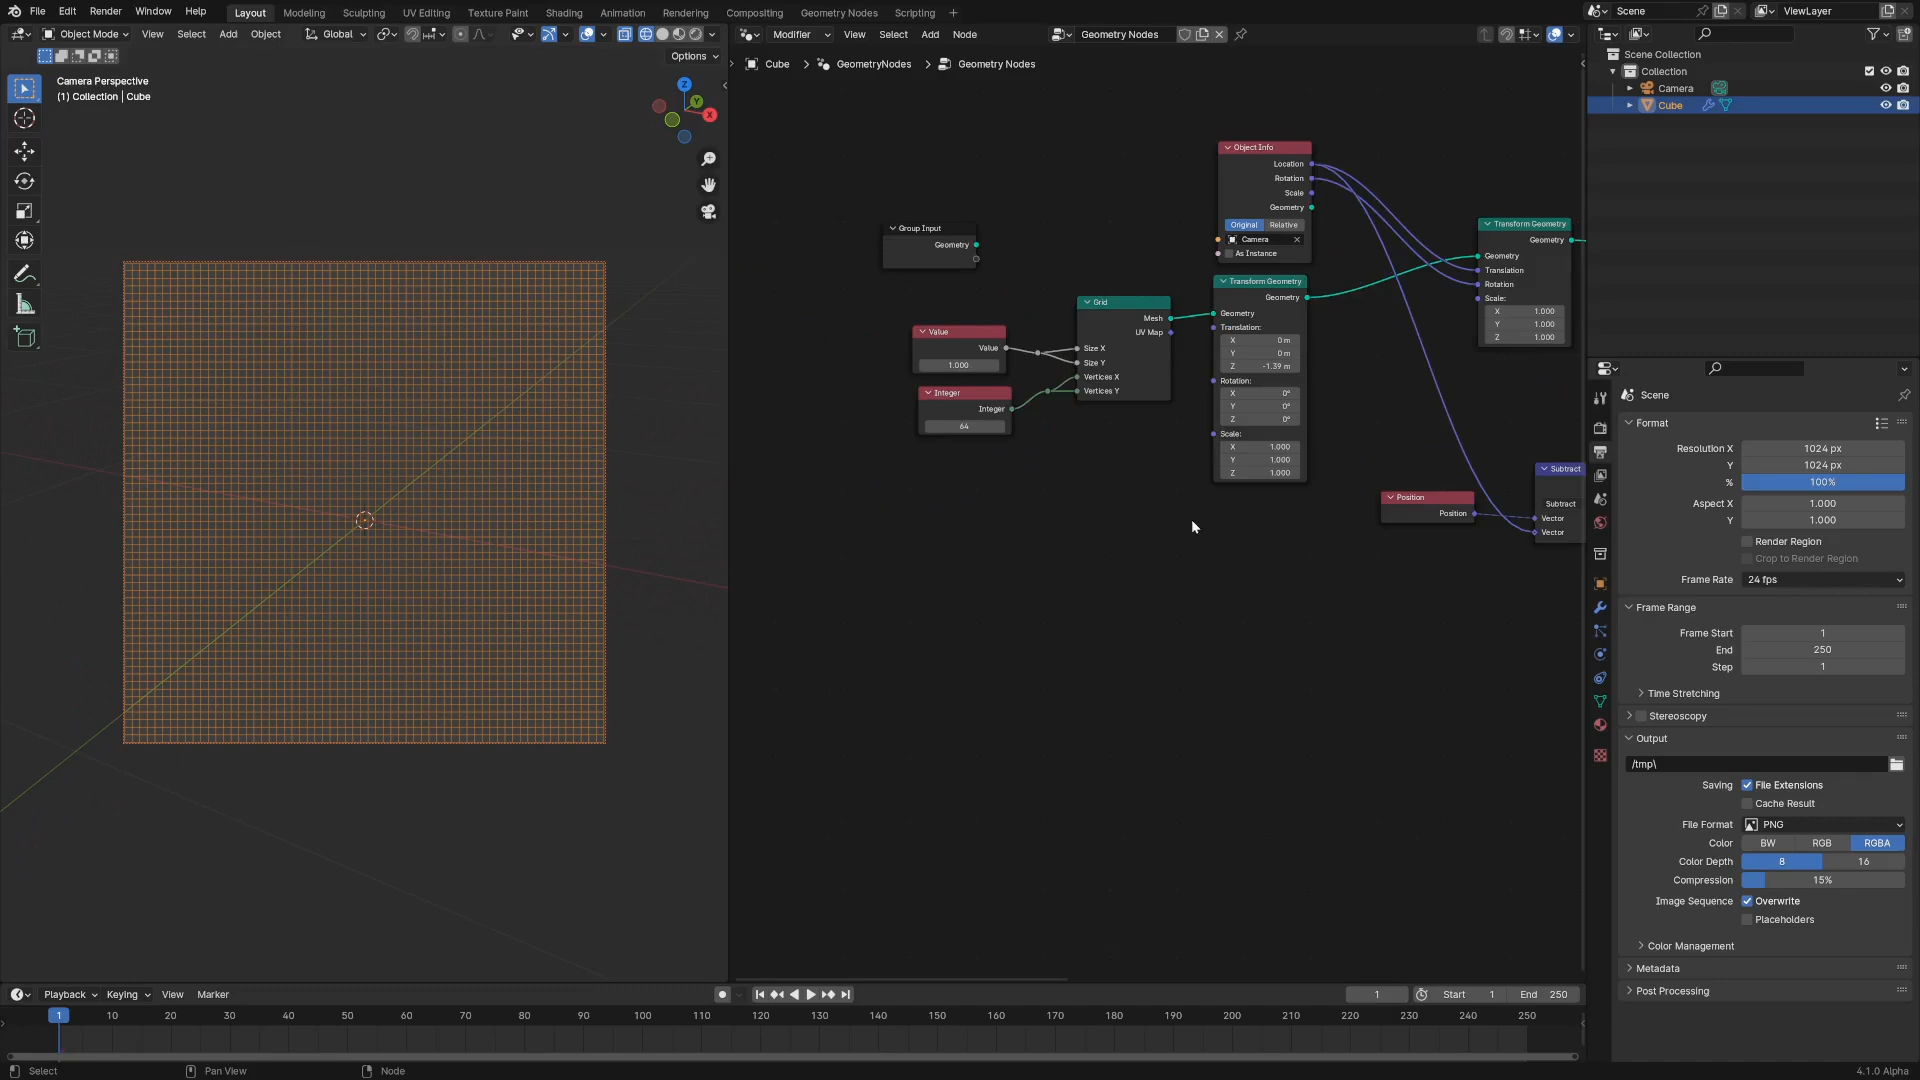 File Edit Render Window Help Layout Modeling Sculpting UV Editing Texture Paint Shading Animation Rendering Compositing Geometry Nodes Scripting + Scene ViewLayer
Object Mode View Select Add Object Global
Options
Camera Perspective
(1) Collection | Cube
Z
Y
X
Modifier View Select Add Node Geometry Nodes
Cube > GeometryNodes > Geometry Nodes
Group Input
Geometry
Value
Value
1.000
Integer
Integer
64
Grid
Mesh
UV Map
Size X
Size Y
Vertices X
Vertices Y
Object Info
Location
Rotation
Scale
Geometry
Original Relative
Camera
As Instance
Transform Geometry
Geometry
Geometry
Translation:
X 0 m
Y 0 m
Z -1.39 m
Rotation:
X 0°
Y 0°
Z 0°
Scale:
X 1.000
Y 1.000
Z 1.000
Transform Geometry
Geometry
Geometry
Translation
Rotation
Scale:
X 1.000
Y 1.000
Z 1.000
Position
Position
Subtract
Subtract
Vector
Vector
Scene Collection
Collection
Camera
Cube
Scene
Format
Resolution X 1024 px
Y 1024 px
% 100%
Aspect X 1.000
Y 1.000
Render Region
Crop to Render Region
Frame Rate 24 fps
Frame Range
Frame Start 1
End 250
Step 1
Time Stretching
Stereoscopy
Output
/tmp\
Saving File Extensions
Cache Result
File Format PNG
Color BW RGB RGBA
Color Depth 8 16
Compression 15%
Image Sequence Overwrite
Placeholders
Color Management
Metadata
Post Processing
Playback Keying View Marker 1 Start 1 End 250
1 10 20 30 40 50 60 70 80 90 100 110 120 130 140 150 160 170 180 190 200 210 220 230 240 250
Select Pan View Node 4.1.0 Alpha